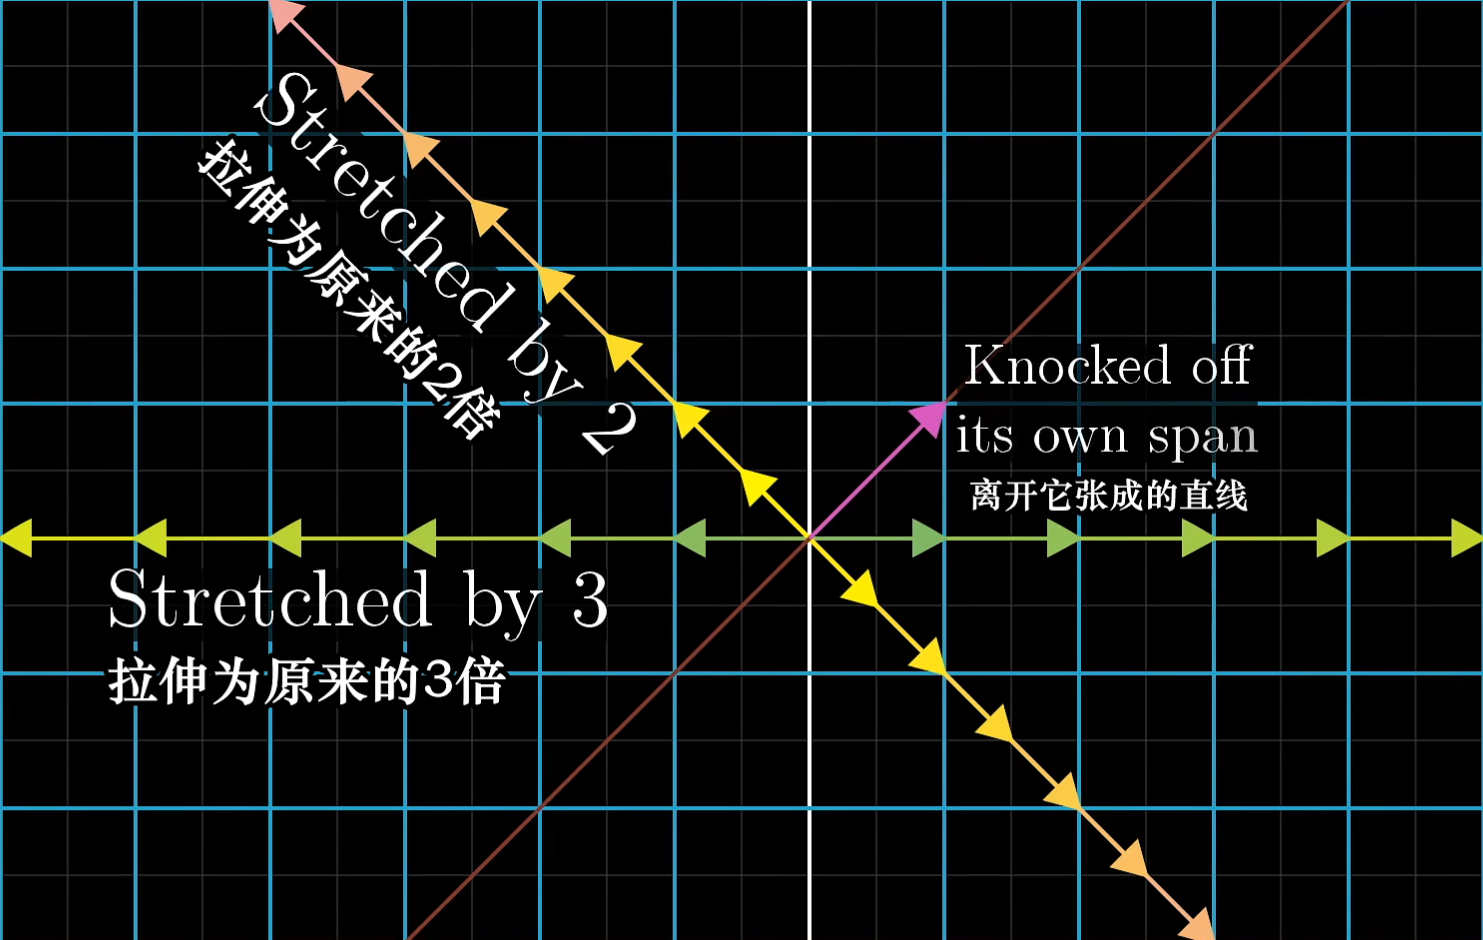 Stretched by 2
拉伸为原来的2倍
Knocked off
its own span
离开它张成的直线
Stretched by 3
拉伸为原来的3倍